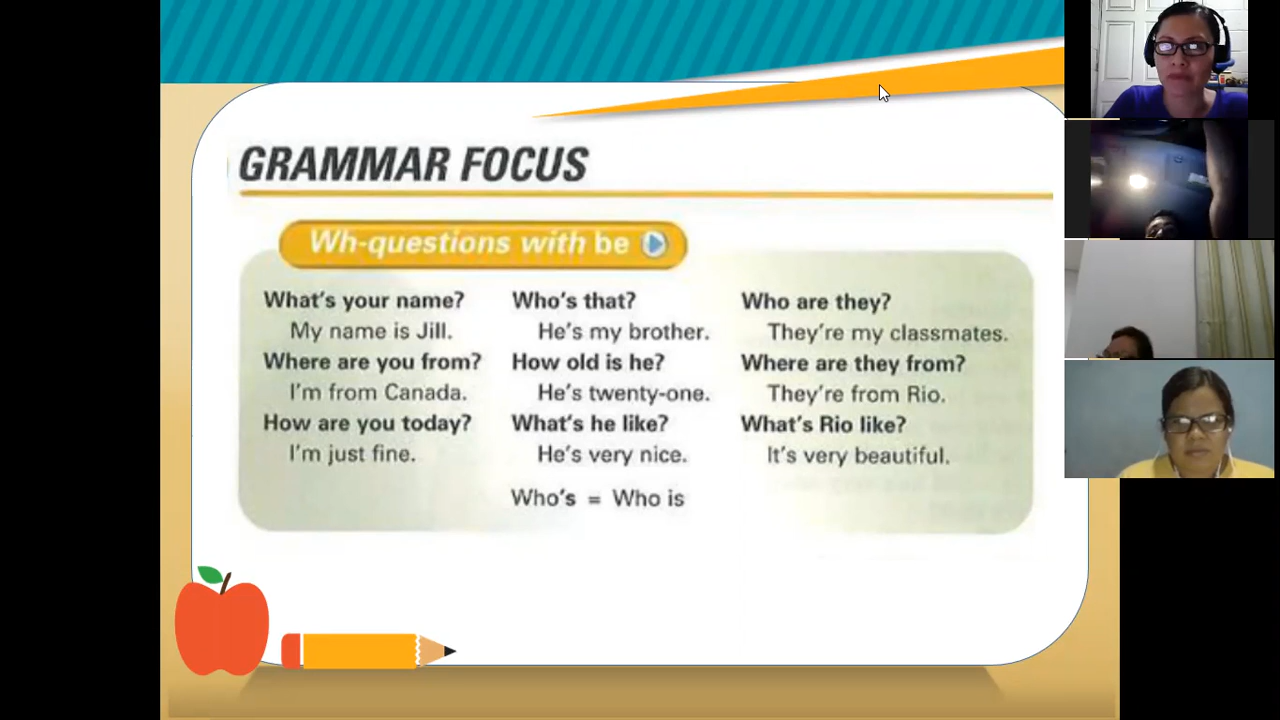 GRAMMAR FOCUS
Wh-questions with be
What's your name?
My name is Jill.
Where are you from?
I'm from Canada.
How are you today?
I'm just fine.
Who's that?
He's my brother.
How old is he?
He's twenty-one.
What's he like?
He's very nice.
Who's = Who is
Who are they?
They're my classmates.
Where are they from?
They're from Rio.
What's Rio like?
It's very beautiful.